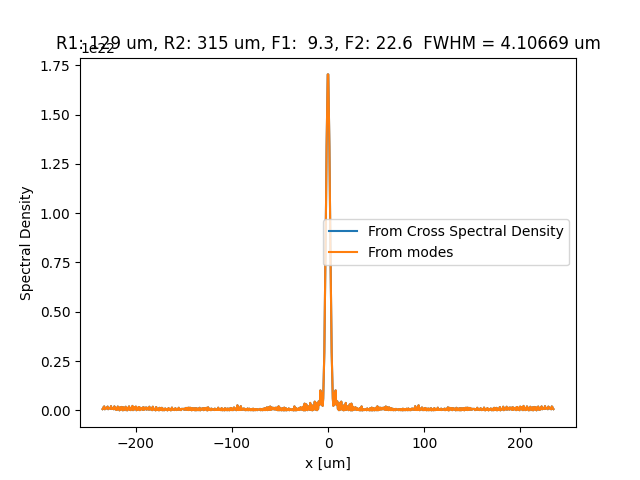 R1: 129 um, R2: 315 um, F1:  9.3, F2: 22.6  FWHM = 4.10669 um
1e22
1.75
1.50
1.25
1.00
0.75
0.50
0.25
0.00
Spectral Density
From Cross Spectral Density
From modes
−200
−100
0
100
200
x [um]